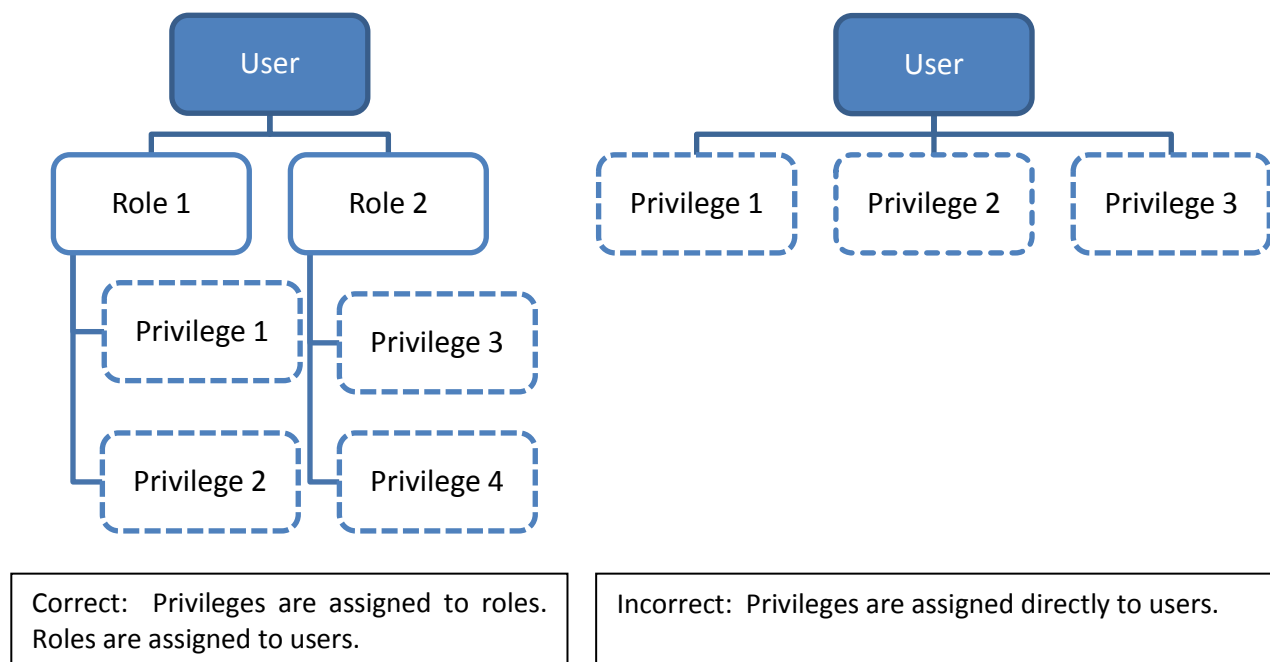 User
Role 1
Role 2
Privilege 1
Privilege 3
Privilege 2
Privilege 4
Correct: Privileges are assigned to roles.
Roles are assigned to users.
User
Privilege 1
Privilege 2
Privilege 3
Incorrect: Privileges are assigned directly to users.